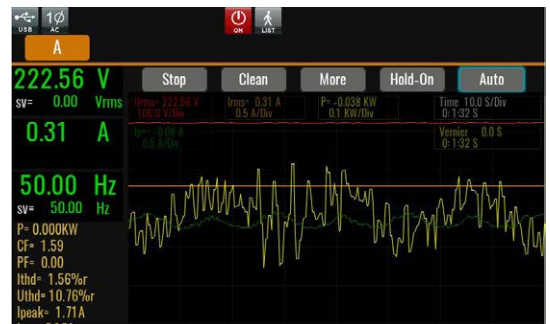 USB
1Ø
AC
ON
LIST
A
222.56 V
SV= 0.00 Vrms
0.31 A
50.00 Hz
SV= 50.00 Hz
P= 0.000KW
CF= 1.59
PF= 0.00
Ithd= 1.56%r
Uthd= 10.76%r
Ipeak= 1.71A
Stop Clean More Hold-On Auto
Urms= 222.56 V
100.0 V/Div
Irms= 0.31 A
0.5 A/Div
P= -0.038 KW
0.1 KW/Div
Time 10.0 S/Div
0: 1:32 S
-0.08 A
0.5 A/Div
Vernier 0.0 S
0: 1:32 S